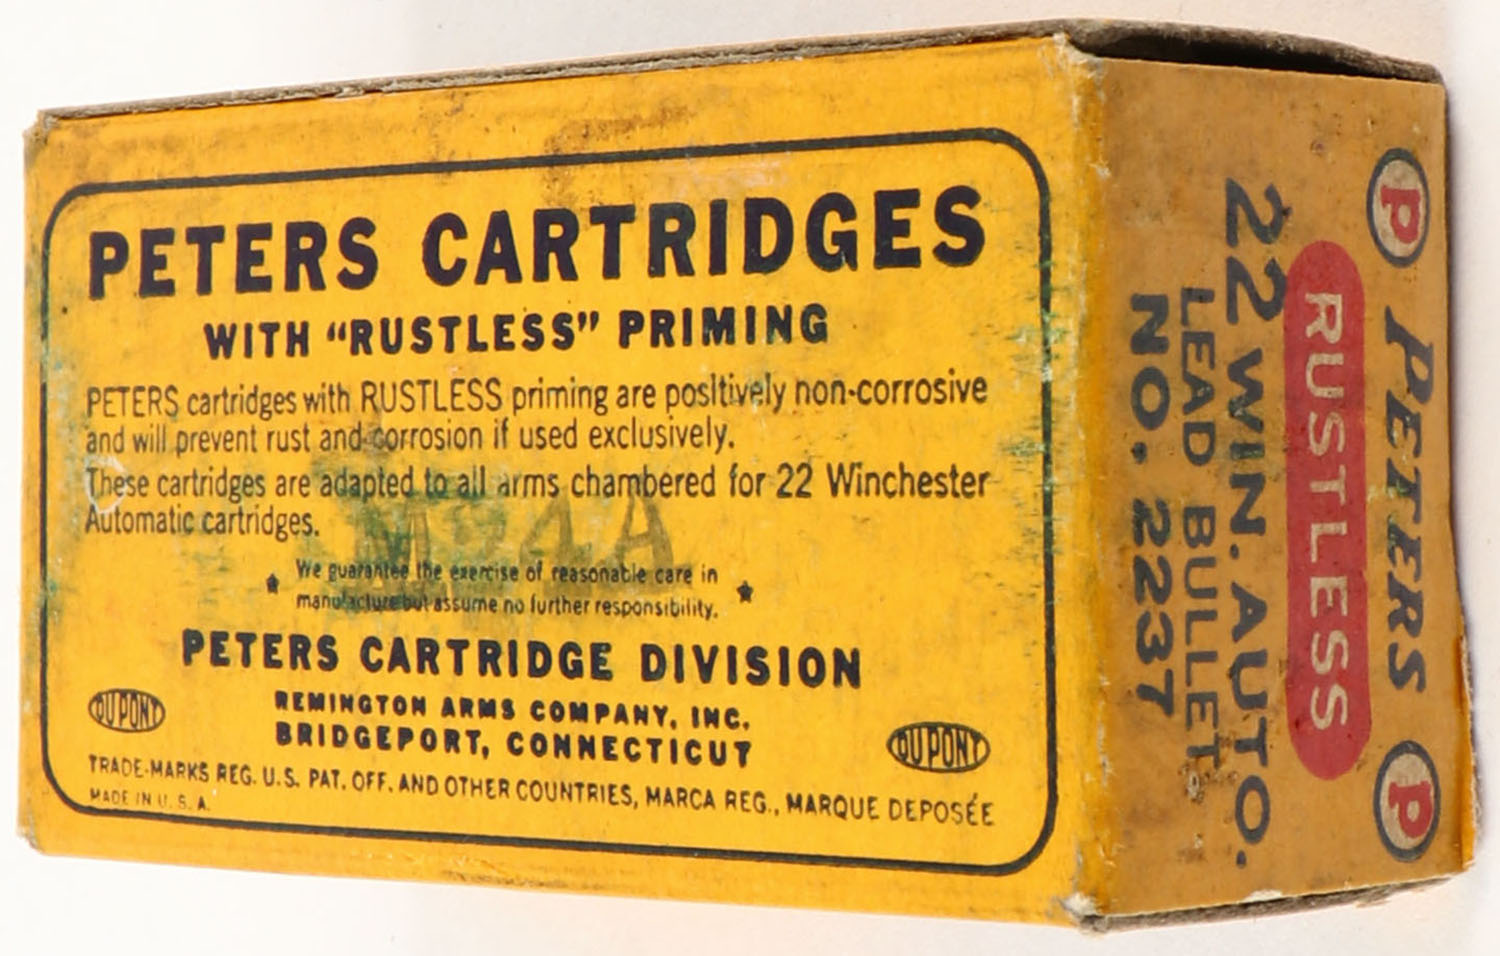 PETERS CARTRIDGES
WITH “RUSTLESS” PRIMING
PETERS cartridges with RUSTLESS priming are positively non-corrosive
and will prevent rust and corrosion if used exclusively.
These cartridges are adapted to all arms chambered for 22 Winchester
Automatic cartridges.
We guarantee the exercise of reasonable care in
manufacture but assume no further responsibility.
PETERS CARTRIDGE DIVISION
REMINGTON ARMS COMPANY, INC.
BRIDGEPORT, CONNECTICUT
DU PONT
DU PONT
TRADE-MARKS REG. U.S. PAT. OFF. AND OTHER COUNTRIES, MARCA REG., MARQUE DEPOSÉE
MADE IN U.S.A.
P PETERS P
RUSTLESS
22 WIN. AUTO.
LEAD BULLET
NO. 2237